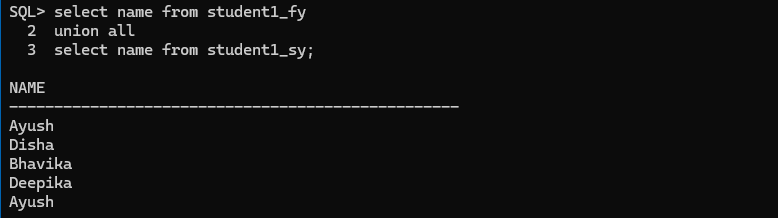 SQL> select name from student1_fy
2 union all
3 select name from student1_sy;
NAME
--------------------------------------------------
Ayush
Disha
Bhavika
Deepika
Ayush